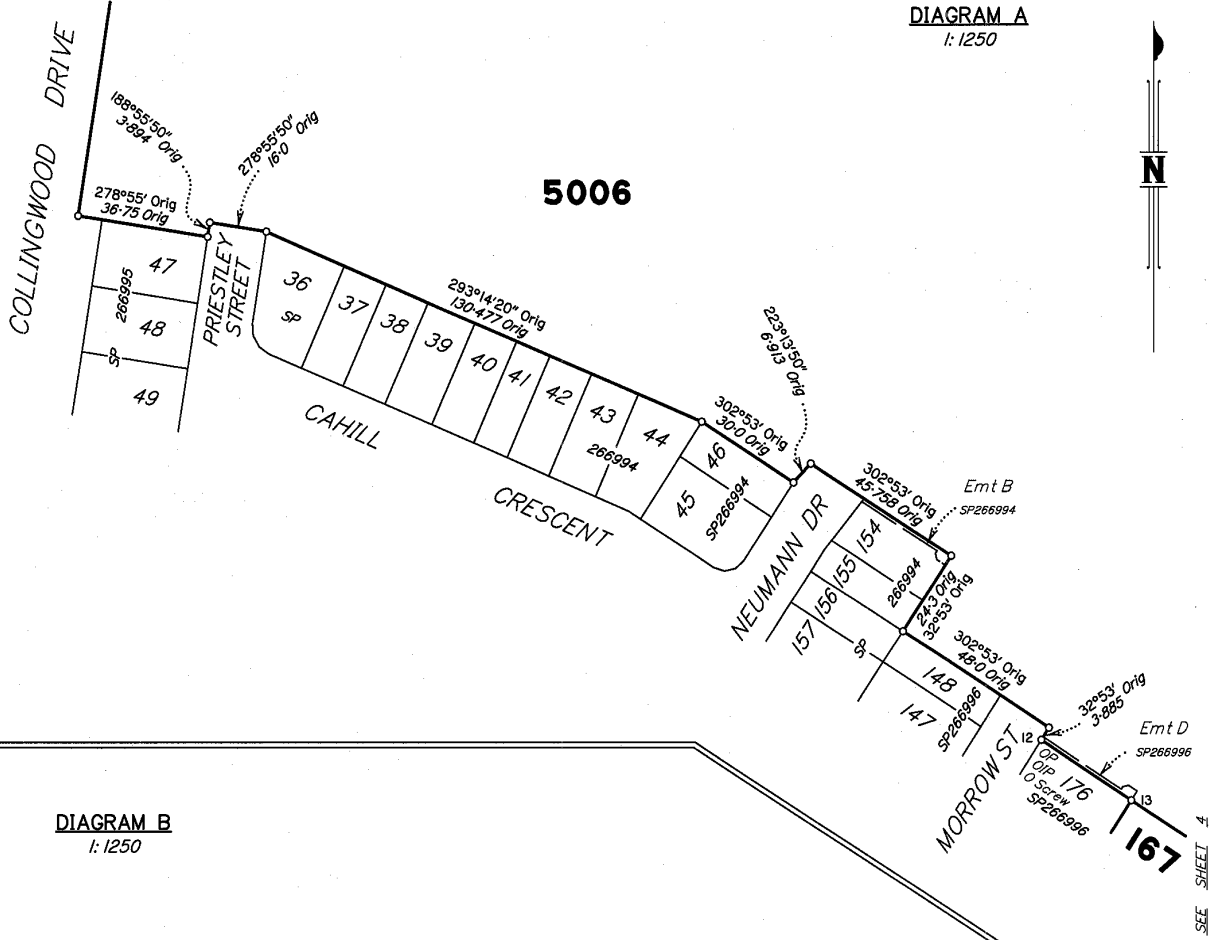 DIAGRAM A
1:1250
N
COLLINGWOOD DRIVE
188°55'50"
3·894 Orig
278°55'50" Orig
16·0
278°55' Orig
36·75 Orig
5006
PRIESTLEY
STREET
47
48
49
SP 266995
36
SP
37
38
39
40
41
42
43
44
266994
293°14'20" Orig
130·477 Orig
CAHILL
CRESCENT
302°53' Orig
30·0 Orig
223°13'50"
6·913 Orig
46
45
SP266994
302°53' Orig
45·758 Orig
Emt B
SP266994
NEUMANN DR
154
155
156
157
266994
SP
24·3 Orig
32°53' Orig
302°53' Orig
48·0 Orig
148
147
SP266996
32°53' Orig
3·885
Emt D
SP266996
MORROW ST
12
OP
OIP
O Screw
176
SP266996
13
167
SEE SHEET 4
DIAGRAM B
1:1250